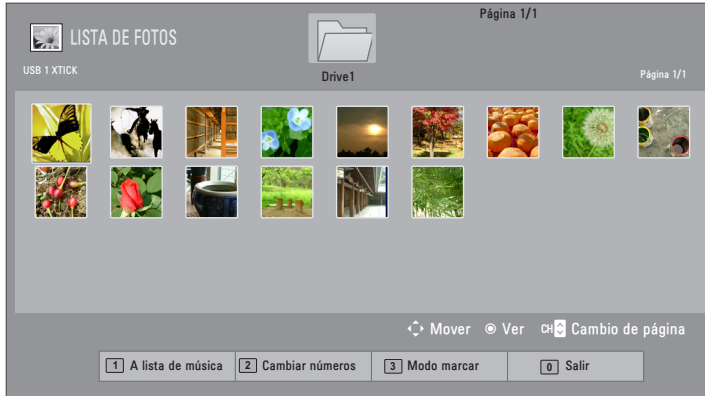 Página 1/1
LISTA DE FOTOS
USB 1 XTICK
Drive1
Página 1/1
Mover Ver CH Cambio de página
1 A lista de música 2 Cambiar números 3 Modo marcar 0 Salir